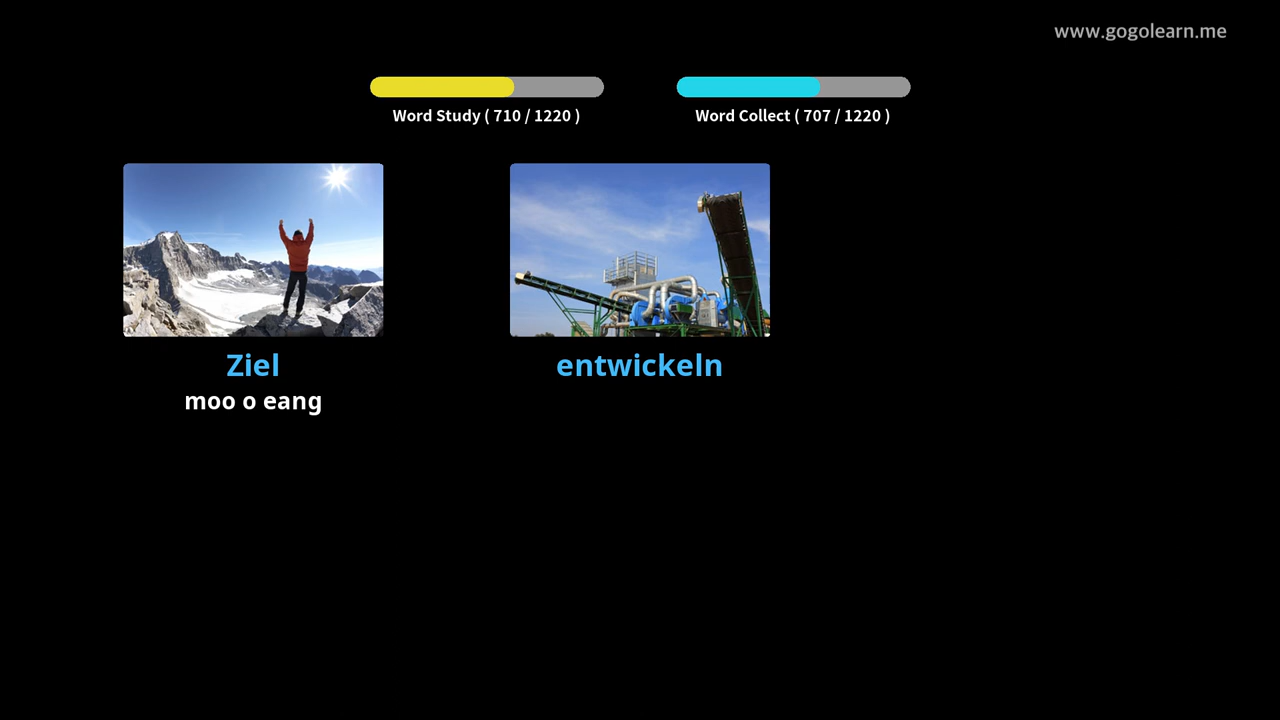 www.gogolearn.me
Word Study ( 710 / 1220 )
Word Collect ( 707 / 1220 )
Ziel
moo o eang
entwickeln